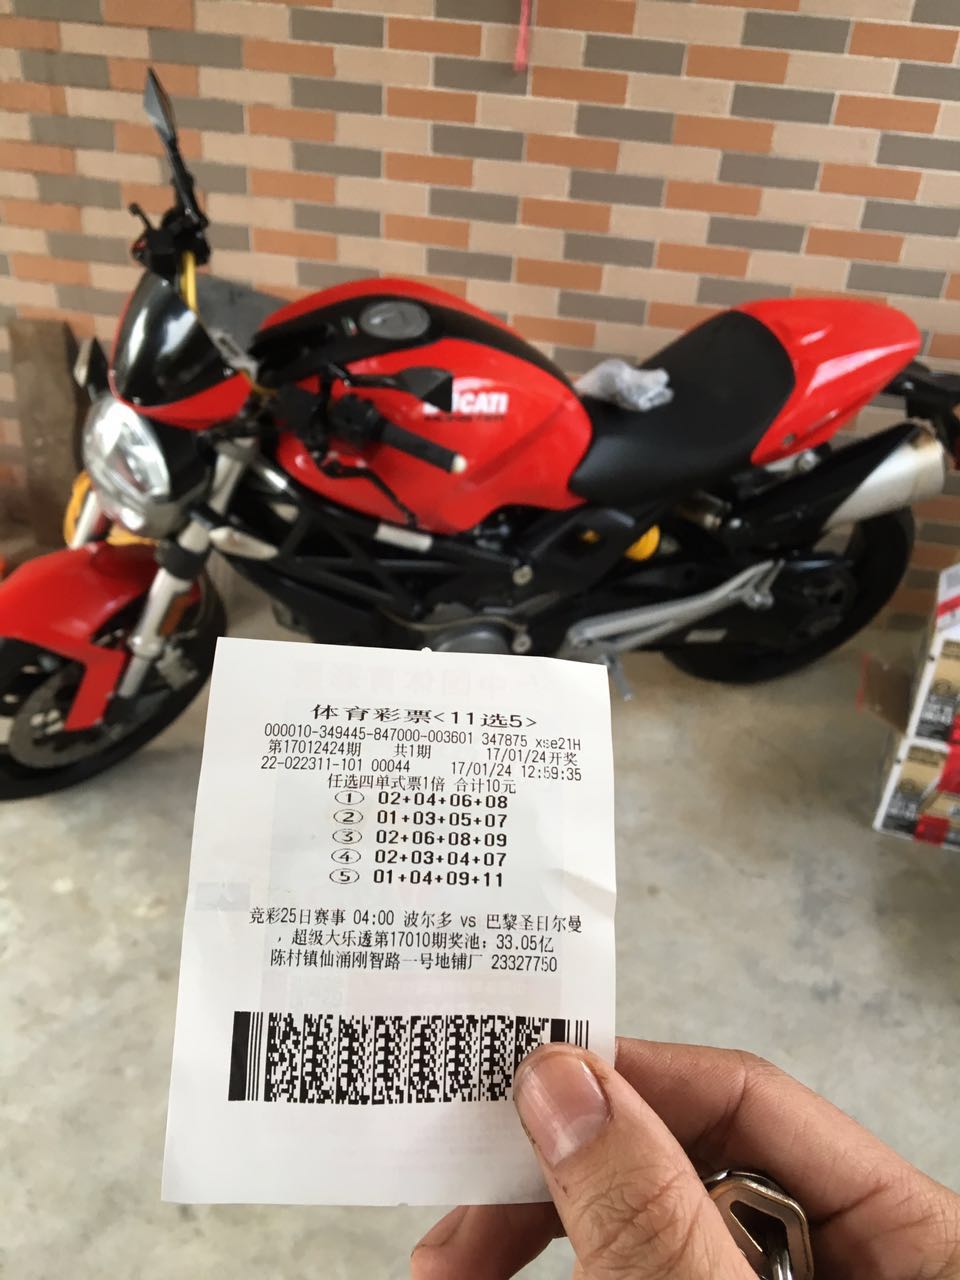 DUCATI
MONSTER
体育彩票<11选5>
000010-349445-847000-003601 347875 xse21H
第17012424期 共1期 17/01/24开奖
22-022311-101 00044 17/01/24 12:59:35
任选四单式票1倍 合计10元
① 02+04+06+08
② 01+03+05+07
③ 02+06+08+09
④ 02+03+04+07
⑤ 01+04+09+11
竞彩25日赛事 04:00 波尔多 vs 巴黎圣日尔曼
，超级大乐透第17010期奖池：33.05亿
陈村镇仙涌刚智路一号地铺厂 23327750